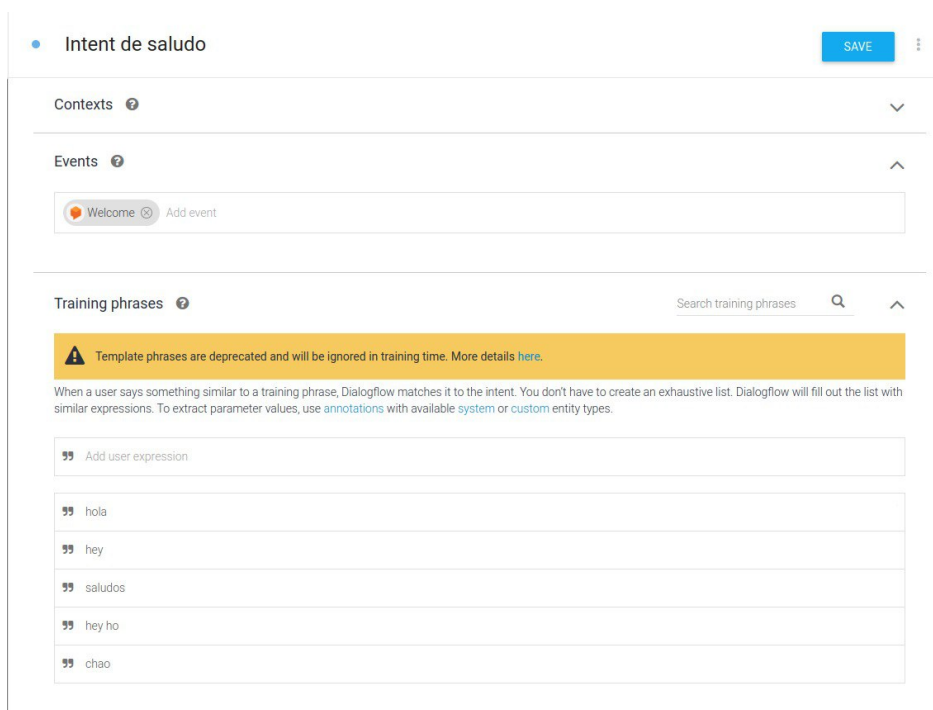 Intent de saludo
SAVE
Contexts
Events
Welcome Add event
Training phrases
Search training phrases
Template phrases are deprecated and will be ignored in training time. More details here.
When a user says something similar to a training phrase, Dialogflow matches it to the intent. You don't have to create an exhaustive list. Dialogflow will fill out the list with
similar expressions. To extract parameter values, use annotations with available system or custom entity types.
Add user expression
hola
hey
saludos
hey ho
chao